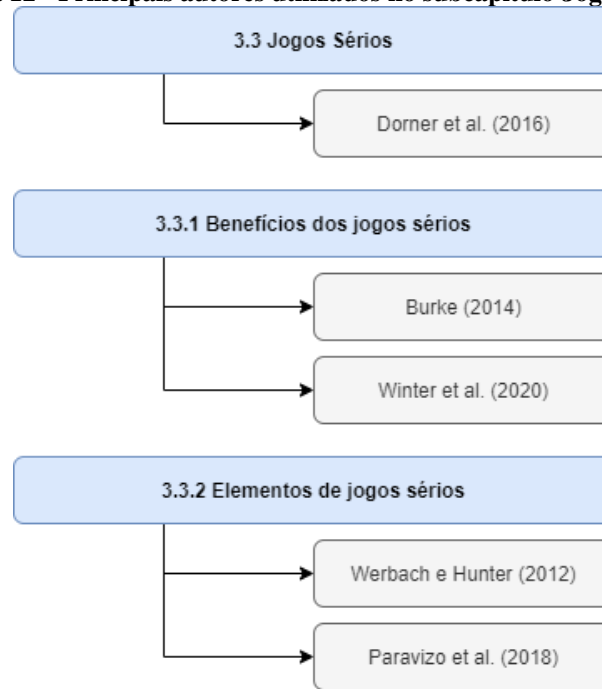 Principais autores utilizados no subcapítulo
3.3 Jogos Sérios
Dorner et al. (2016)
3.3.1 Benefícios dos jogos sérios
Burke (2014)
Winter et al. (2020)
3.3.2 Elementos de jogos sérios
Werbach e Hunter (2012)
Paravizo et al. (2018)